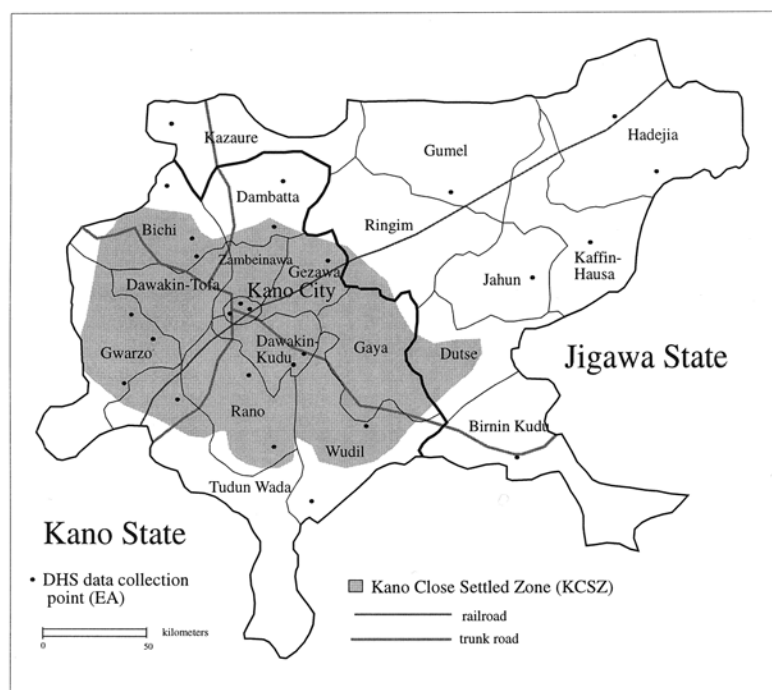 Kazaure
Gumel
Hadejia
Dambatta
Ringim
Bichi
Zambeinawa
Gezawa
Kaffin-
Hausa
Jahun
Dawakin-Tofa
Kano City
Dawakin-
Kudu
Gaya
Dutse
Gwarzo
Jigawa State
Rano
Birnin Kudu
Wudil
Tudun Wada
Kano State
• DHS data collection
point (EA)
kilometers
0 50
Kano Close Settled Zone (KCSZ)
railroad
trunk road